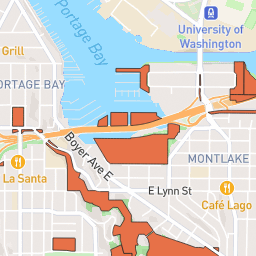 Portage Bay
University of
Washington
Grill
PORTAGE BAY
Boyer Ave E
MONTLAKE
La Santa
E Lynn St
Café Lago